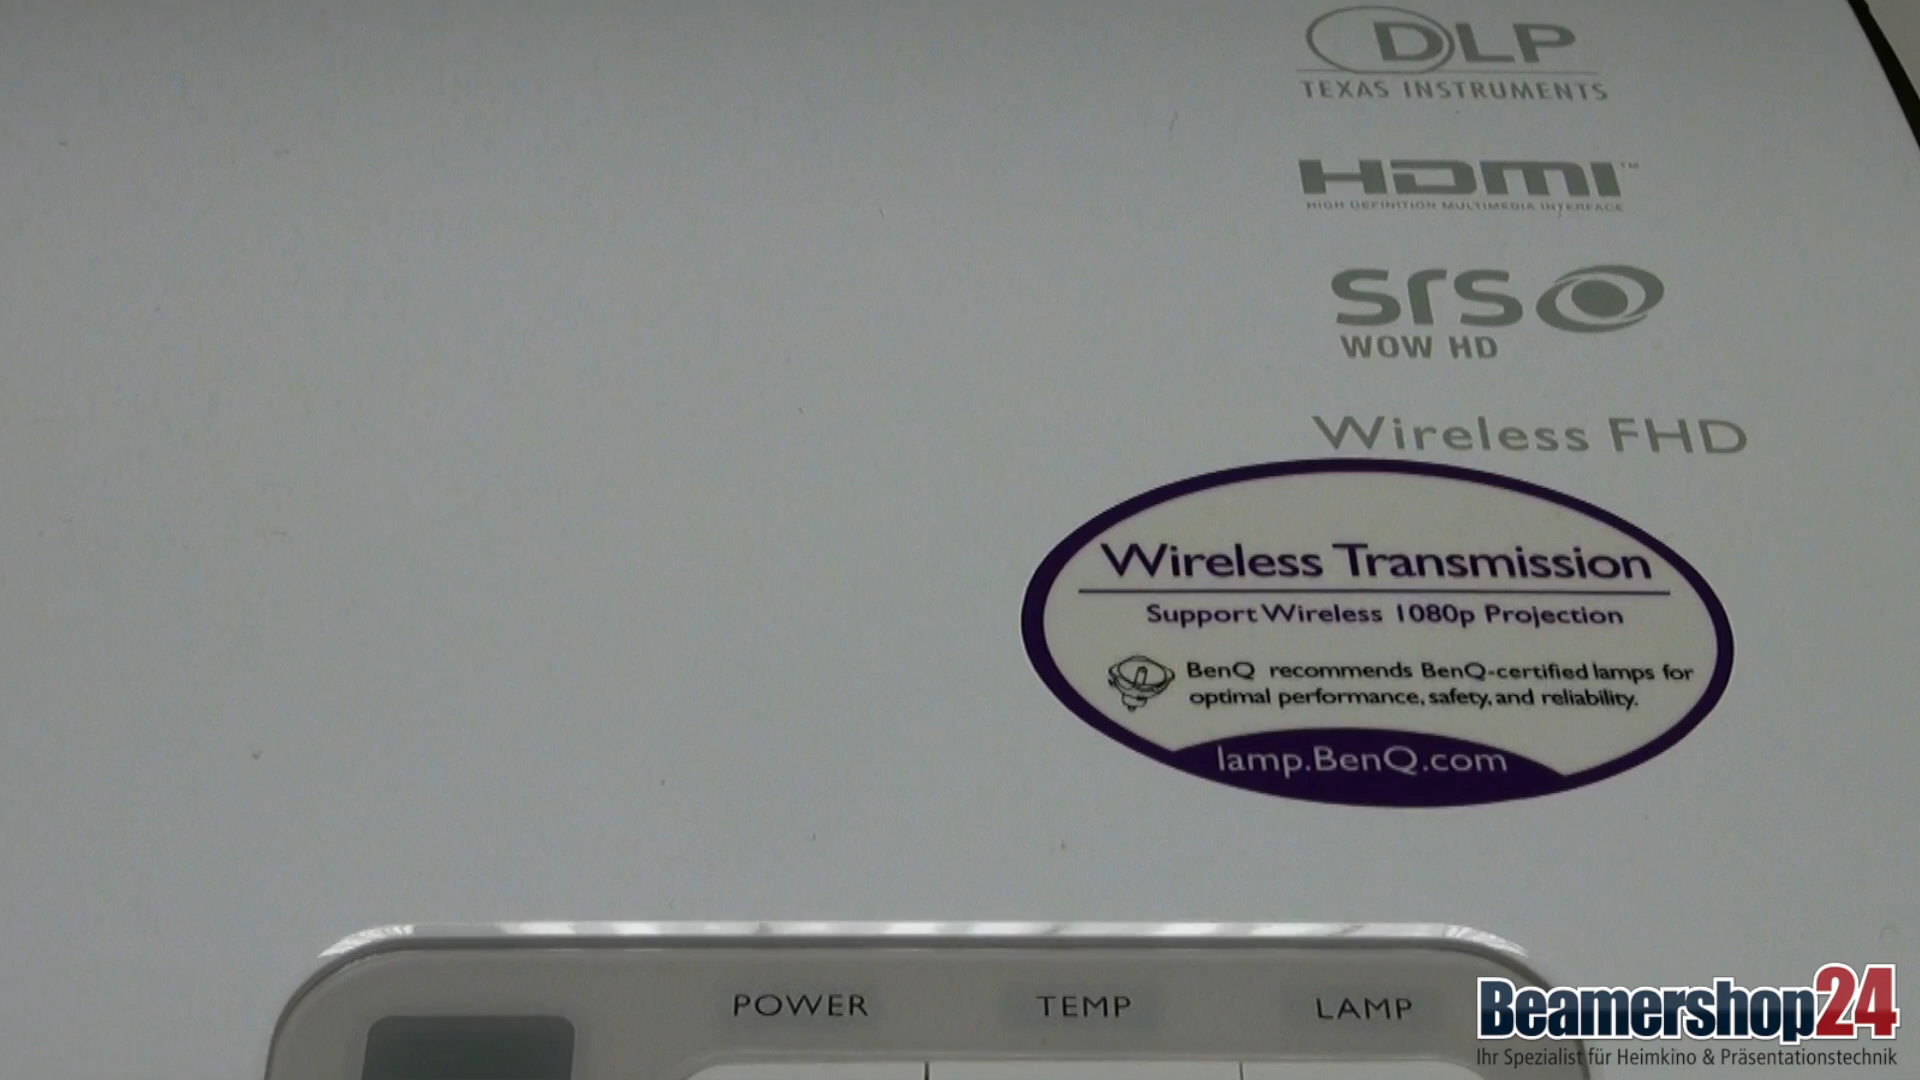 DLP
TEXAS INSTRUMENTS
HDMI™
HIGH DEFINITION MULTIMEDIA INTERFACE
SRS
WOW HD
Wireless FHD
Wireless Transmission
Support Wireless 1080p Projection
BenQ recommends BenQ-certified lamps for
optimal performance, safety, and reliability.
lamp.BenQ.com
POWER TEMP LAMP
Beamershop24
Ihr Spezialist für Heimkino & Präsentationstechnik